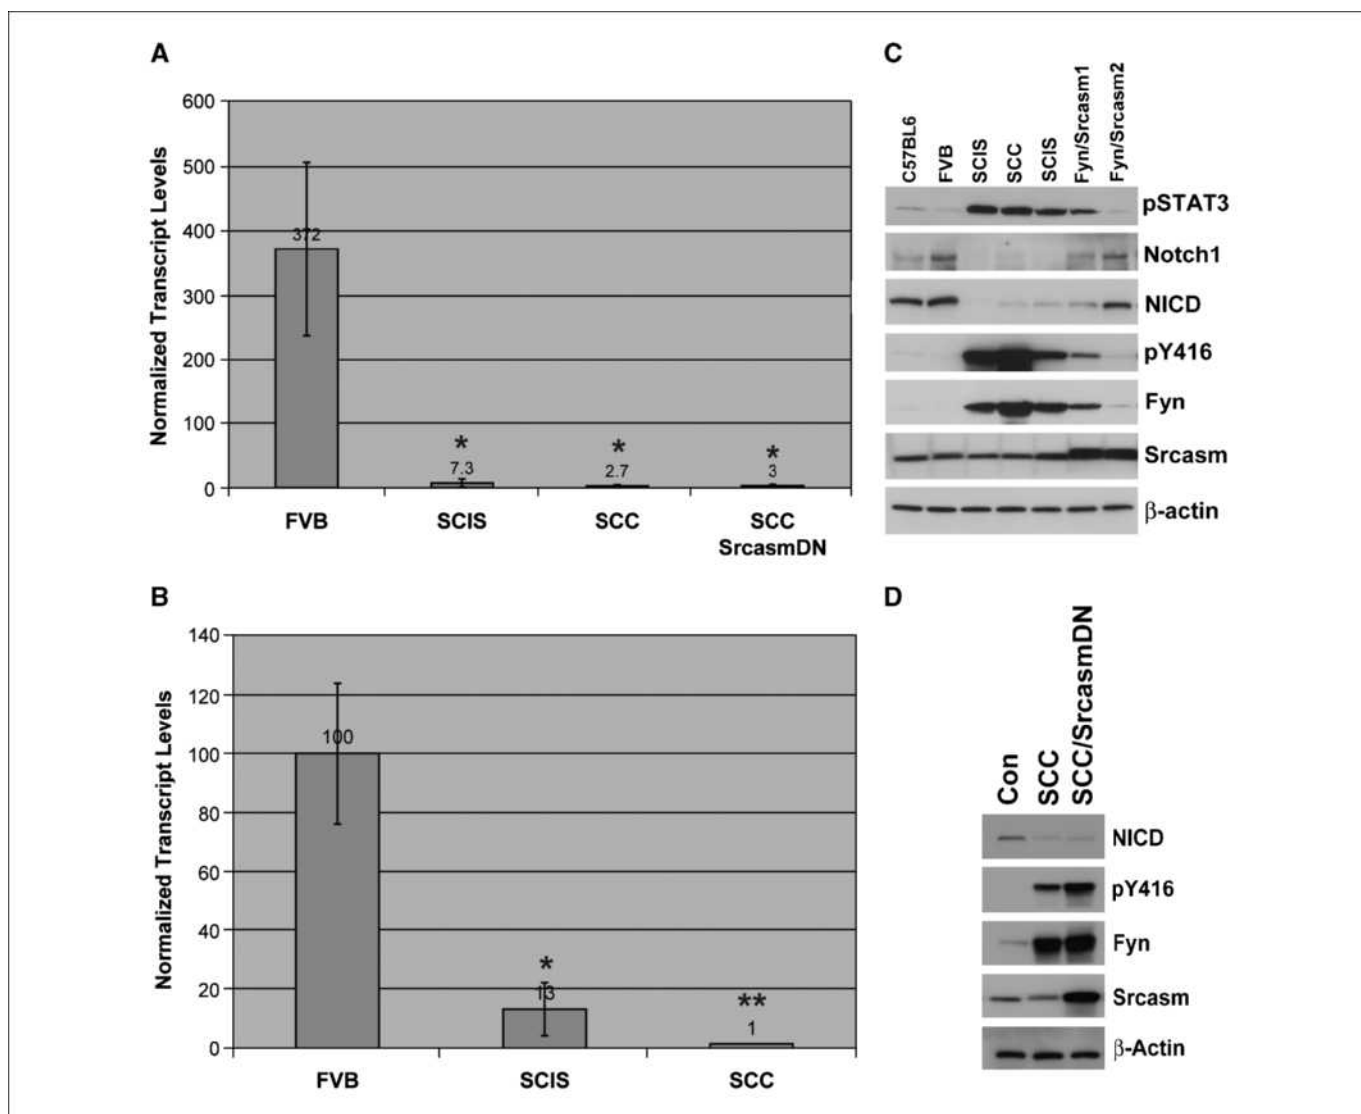 A
Normalized Transcript Levels
600
500
400
300
200
100
0
372
*
7.3
*
2.7
*
3
FVB
SCIS
SCC
SCC
SrcasmDN
B
Normalized Transcript Levels
140
120
100
80
60
40
20
0
100
*
13
**
1
FVB
SCIS
SCC
C
C57BL6
FVB
SCIS
SCC
SCIS
Fyn/Srcasm1
Fyn/Srcasm2
pSTAT3
Notch1
NICD
pY416
Fyn
Srcasm
β-actin
D
Con
SCC
SCC/SrcasmDN
NICD
pY416
Fyn
Srcasm
β-Actin